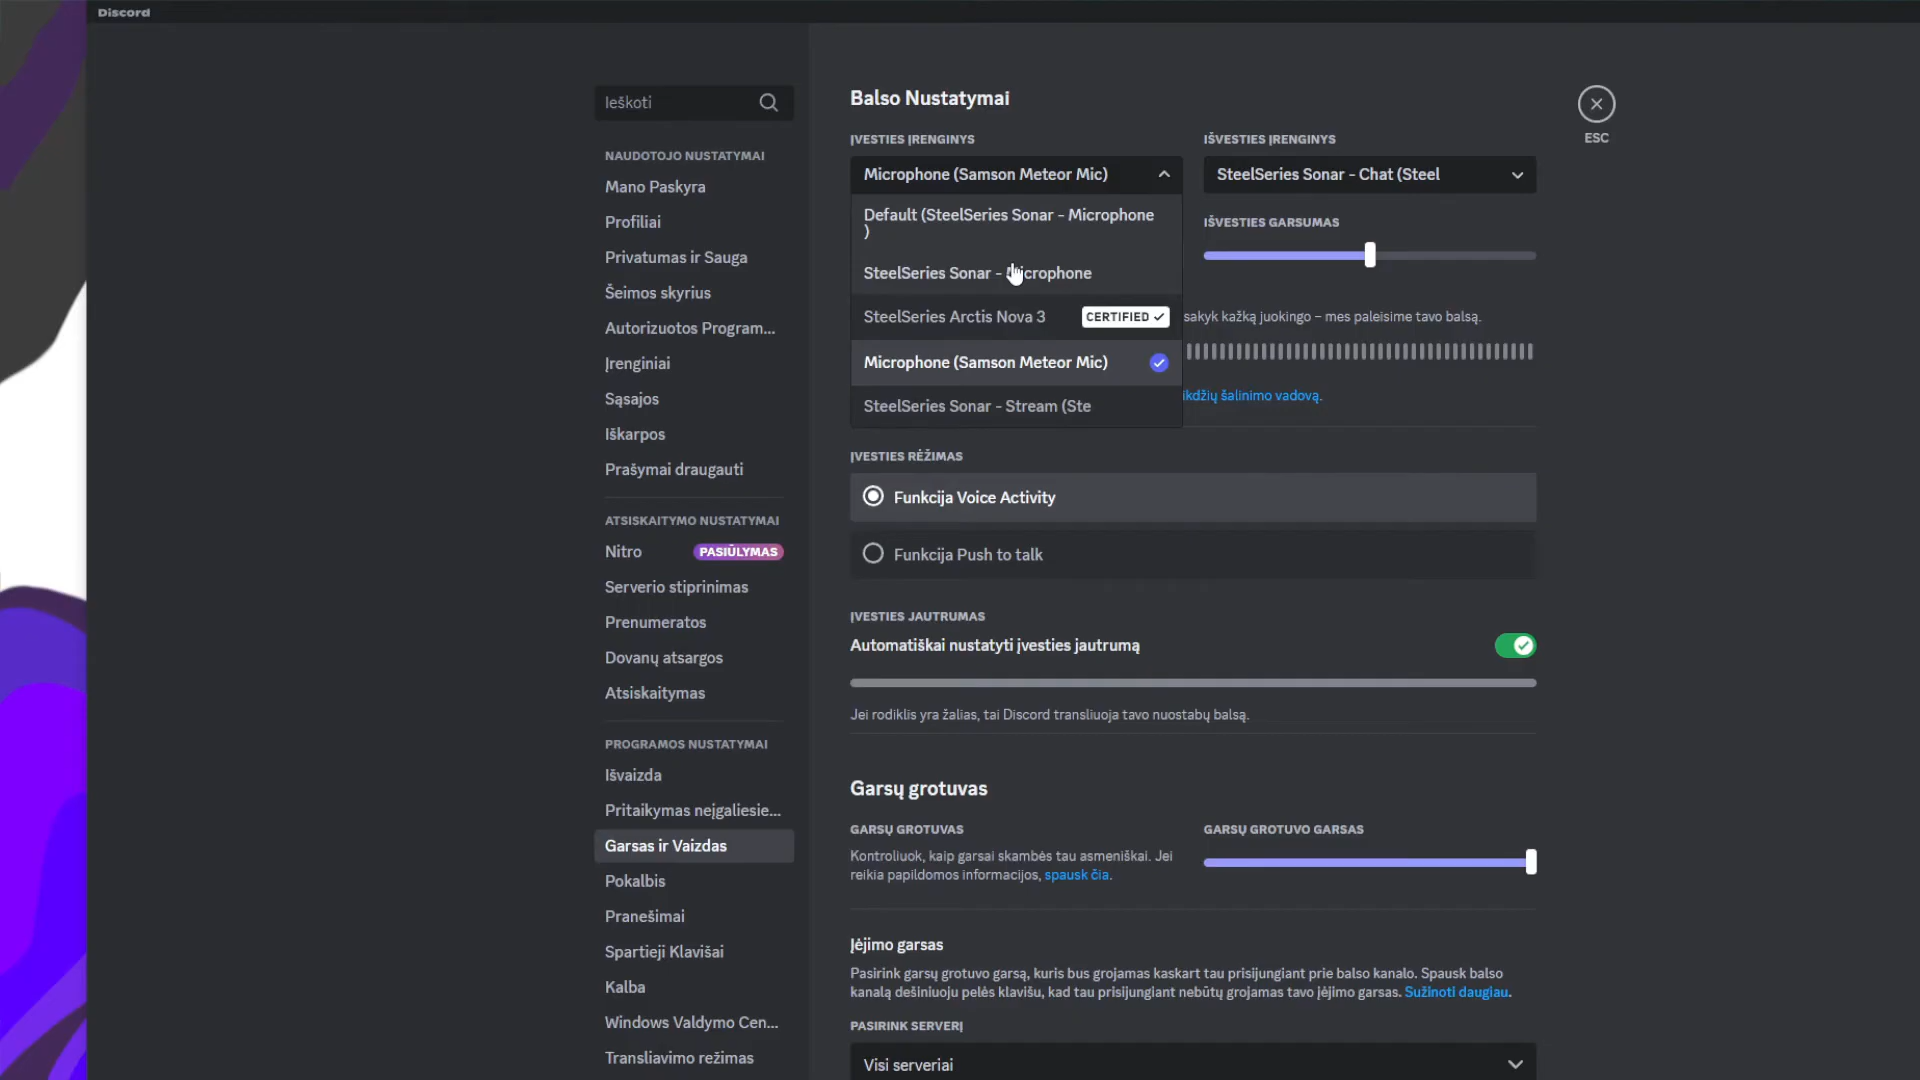 Discord
Ieškoti
NAUDOTOJO NUSTATYMAI
Mano Paskyra
Profiliai
Privatumas ir Sauga
Šeimos skyrius
Autorizuotos Program...
Įrenginiai
Sąsajos
Iškarpos
Prašymai draugauti
ATSISKAITYMO NUSTATYMAI
Nitro
PASIŪLYMAS
Serverio stiprinimas
Prenumeratos
Dovanų atsargos
Atsiskaitymas
PROGRAMOS NUSTATYMAI
Išvaizda
Pritaikymas neįgaliesie...
Garsas ir Vaizdas
Pokalbis
Pranešimai
Spartieji Klavišai
Kalba
Windows Valdymo Cen...
Transliavimo režimas
Balso Nustatymai
ĮVESTIES ĮRENGINYS
Microphone (Samson Meteor Mic)
Default (SteelSeries Sonar - Microphone
)
SteelSeries Sonar - Microphone
SteelSeries Arctis Nova 3
CERTIFIED
Microphone (Samson Meteor Mic)
SteelSeries Sonar - Stream (Ste
IŠVESTIES ĮRENGINYS
SteelSeries Sonar - Chat (Steel
IŠVESTIES GARSUMAS
sakyk kažką juokingo – mes paleisime tavo balsą.
ikdžių šalinimo vadovą.
ESC
ĮVESTIES RĖŽIMAS
Funkcija Voice Activity
Funkcija Push to talk
ĮVESTIES JAUTRUMAS
Automatiškai nustatyti įvesties jautrumą
Jei rodiklis yra žalias, tai Discord transliuoja tavo nuostabų balsą.
Garsų grotuvas
GARSŲ GROTUVAS
Kontroliuok, kaip garsai skambės tau asmeniškai. Jei
reikia papildomos informacijos, spausk čia.
GARSŲ GROTUVO GARSAS
Įėjimo garsas
Pasirink garsų grotuvo garsą, kuris bus grojamas kaskart tau prisijungiant prie balso kanalo. Spausk balso
kanalą dešiniuoju pelės klavišu, kad tau prisijungiant nebūtų grojamas tavo įėjimo garsas. Sužinoti daugiau.
PASIRINK SERVERĮ
Visi serveriai